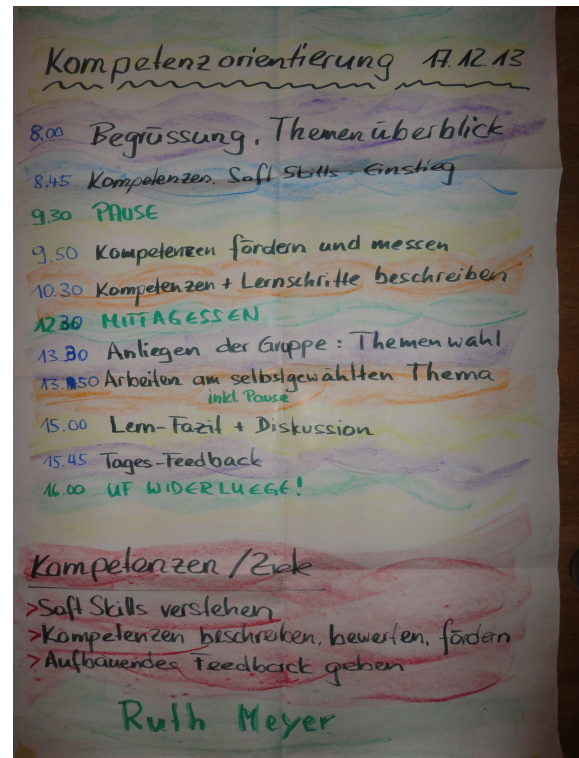 Kompetenzorientierung 17.12.13
8.00 Begrüssung, Themenüberblick
8.45 Kompetenzen, Soft Skills: Einstieg
9.30 PAUSE
9.50 Kompetenzen fördern und messen
10.30 Kompetenzen + Lernschritte beschreiben
12.30 MITTAGESSEN
13.30 Anliegen der Gruppe: Themenwahl
13.50 Arbeiten am selbstgewählten Thema
inkl Pause
15.00 Lern-Fazit + Diskussion
15.45 Tages-Feedback
16.00 UF WIDERLUEGE!
Kompetenzen / Ziele
> Soft Skills verstehen
> Kompetenzen beschreiben, bewerten, fördern
> Aufbauendes Feedback geben
Ruth Meyer